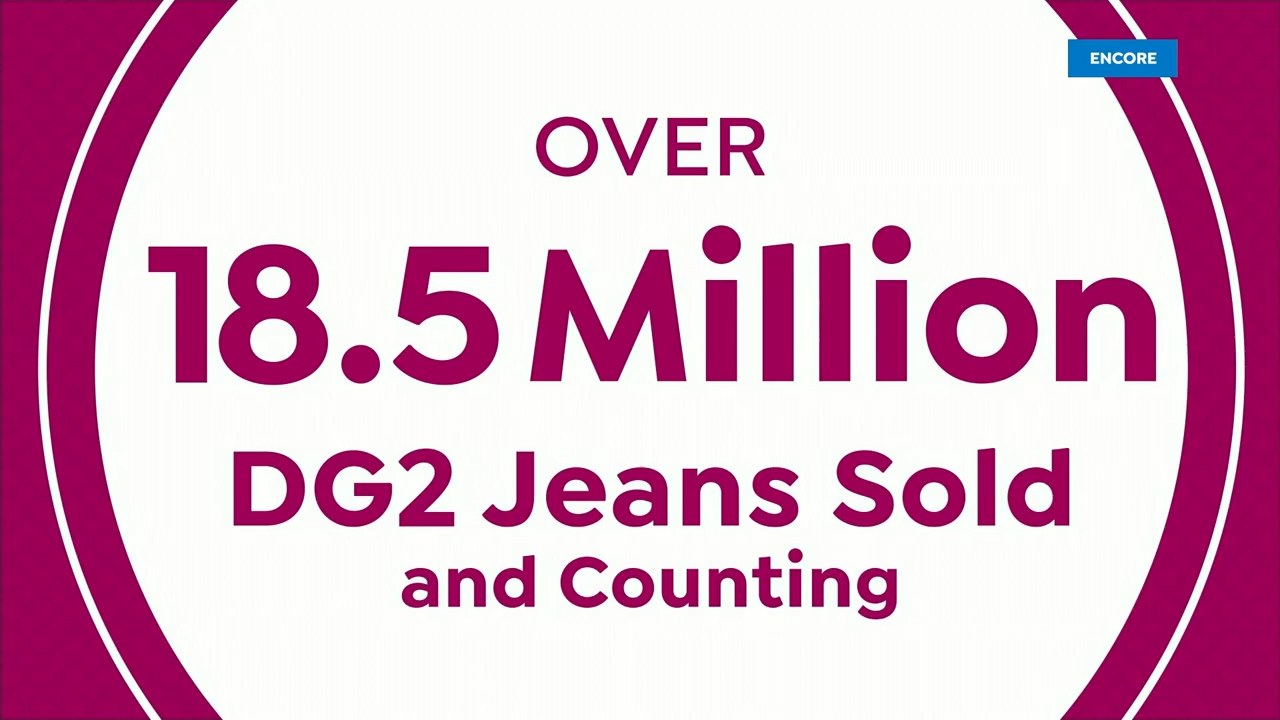 ENCORE
OVER
18.5 Million
DG2 Jeans Sold
and Counting